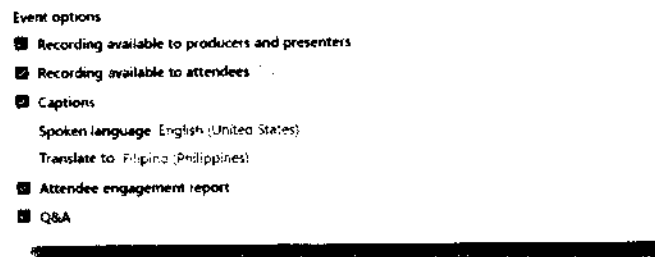 Event options
Recording available to producers and presenters
Recording available to attendees
Captions
Spoken language English (United States)
Translate to Filipino (Philippines)
Attendee engagement report
Q&A